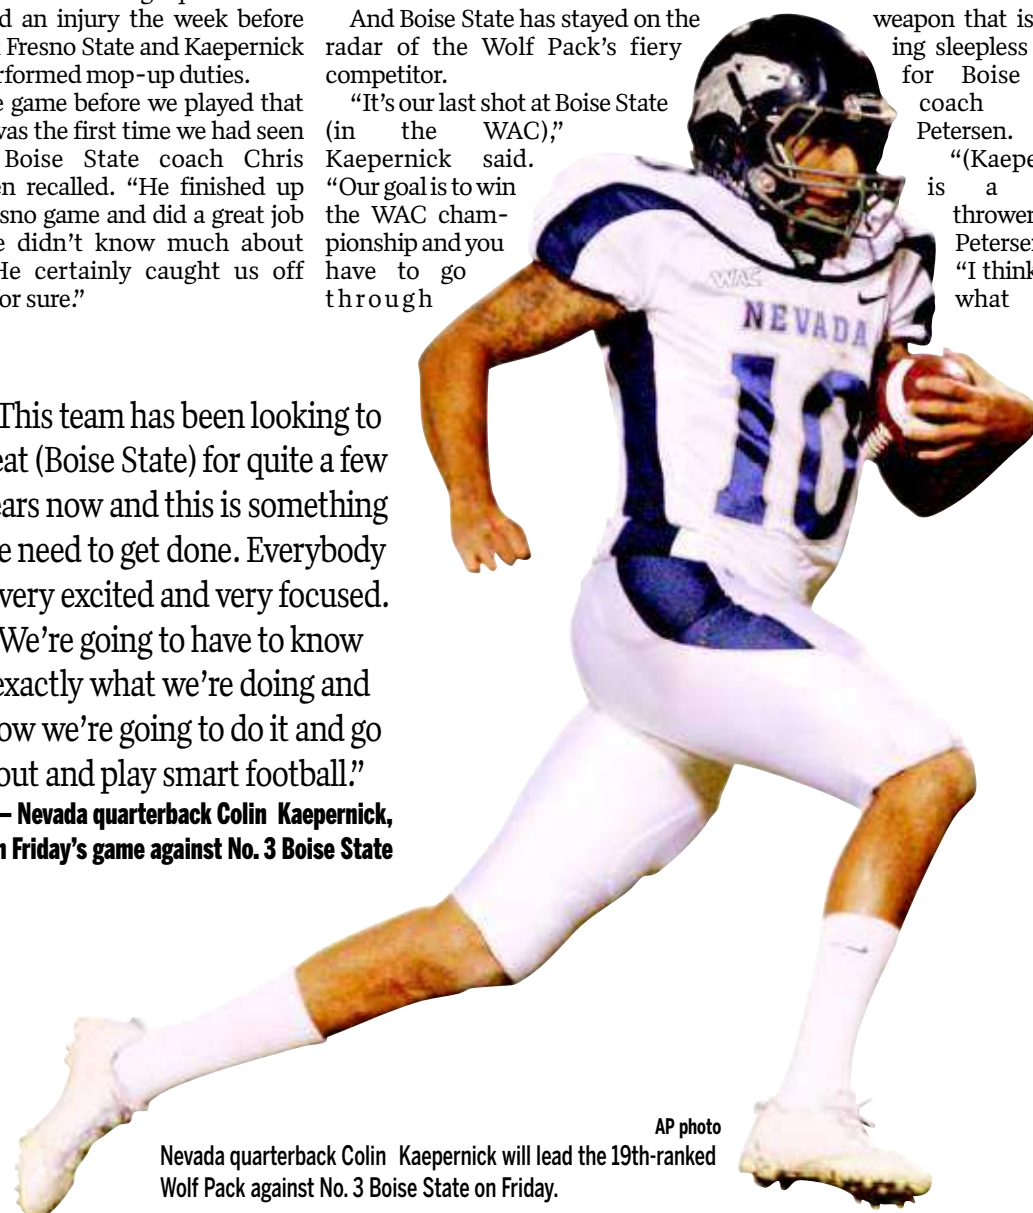 d an injury the week before
Fresno State and Kaepernick
rformed mop-up duties.
e game before we played that
was the first time we had seen
Boise State coach Chris
en recalled. “He finished up
sno game and did a great job
e didn’t know much about
He certainly caught us off
or sure.”
And Boise State has stayed on the
radar of the Wolf Pack’s fiery
competitor.
“It’s our last shot at Boise State
(in the WAC),”
Kaepernick said.
“Our goal is to win
the WAC cham-
pionship and you
have to go
through
weapon that is
ing sleepless
for Boise
coach
Petersen.
“(Kaepe
is a
thrower
Peterse
“I think
what
WAC
NEVADA
10
This team has been looking to
eat (Boise State) for quite a few
ears now and this is something
e need to get done. Everybody
very excited and very focused.
We’re going to have to know
exactly what we’re doing and
ow we’re going to do it and go
out and play smart football.”
— Nevada quarterback Colin Kaepernick,
n Friday’s game against No. 3 Boise State
AP photo
Nevada quarterback Colin Kaepernick will lead the 19th-ranked
Wolf Pack against No. 3 Boise State on Friday.